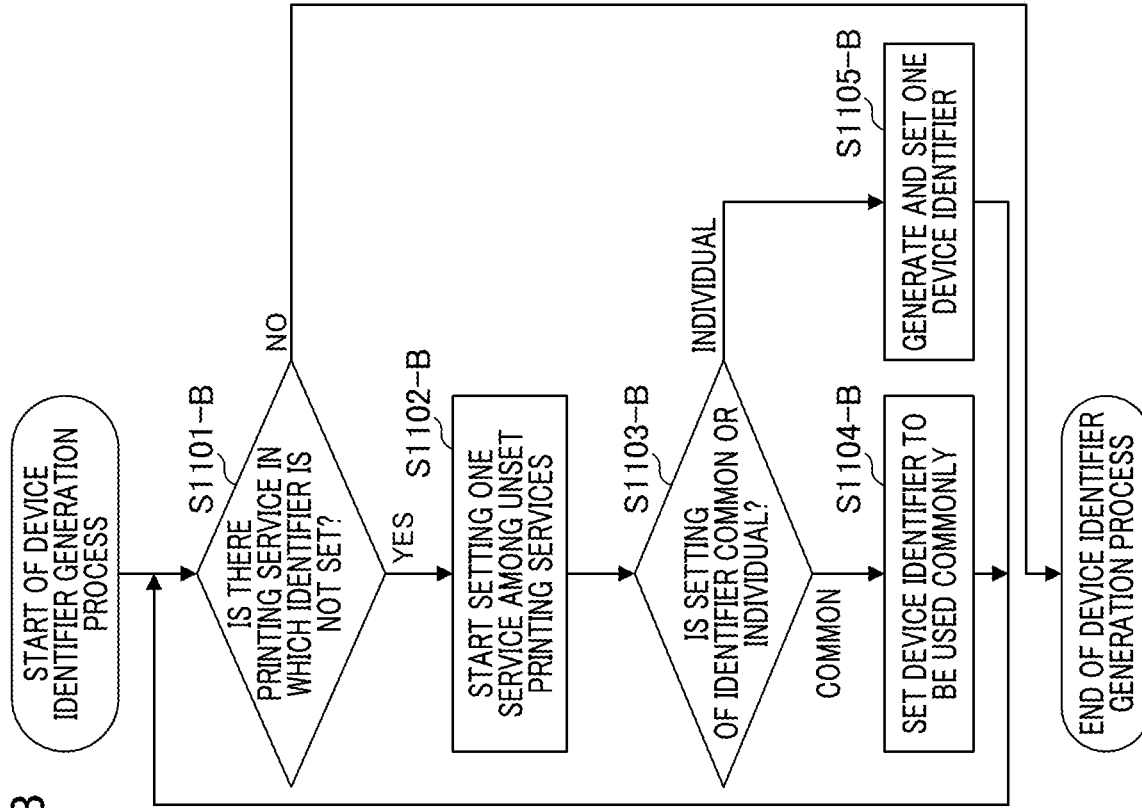 START OF DEVICE
IDENTIFIER GENERATION
PROCESS
S1101-B
IS THERE
PRINTING SERVICE IN
WHICH IDENTIFIER IS
NOT SET?
NO
YES
S1102-B
START SETTING ONE
SERVICE AMONG UNSET
PRINTING SERVICES
S1103-B
IS SETTING
OF IDENTIFIER COMMON OR
INDIVIDUAL?
INDIVIDUAL
COMMON
S1104-B
SET DEVICE IDENTIFIER TO
BE USED COMMONLY
S1105-B
GENERATE AND SET ONE
DEVICE IDENTIFIER
END OF DEVICE IDENTIFIER
GENERATION PROCESS